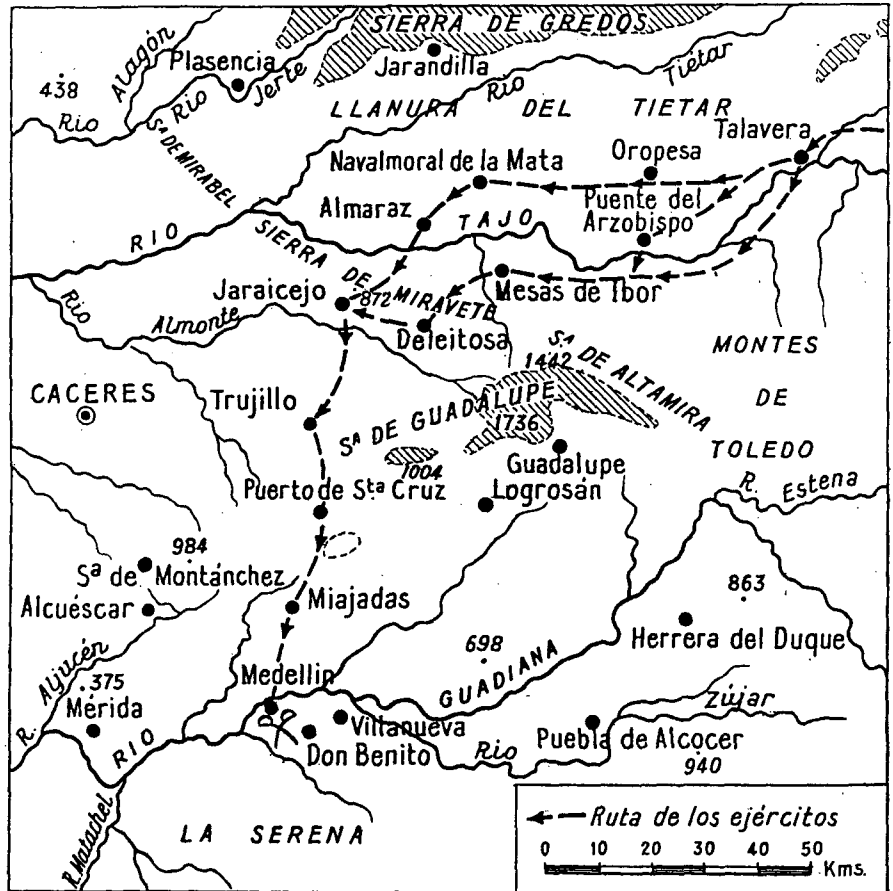 SIERRA DE GREDOS
Alagón
Plasencia
Jarandilla
438
Rio
Rio Jerte
Rio Tiétar
LLANURA DEL TIETAR
Sª DE MIRABEL
Talavera
Navalmoral de la Mata
Oropesa
Puente del
Arzobispo
Almaraz
RIO TAJO
SIERRA DE MIRAVETE
Jaraicejo
872
Mesas de Ibor
Rio Almonte
Deleitosa
MONTES
DE
TOLEDO
Sª DE ALTAMIRA
1442
CACERES
Trujillo
Sª DE GUADALUPE
1736
1004
Guadalupe
R. Estena
Puerto de Sta Cruz
Logrosán
984
Sª de Montánchez
863
Alcuéscar
Miajadas
Herrera del Duque
R. Aljucén
698
375
Mérida
Medellin
RIO GUADIANA
Villanueva
Don Benito
Rio Zújar
Puebla de Alcocer
940
R. Matachel
LA SERENA
Ruta de los ejércitos
0 10 20 30 40 50
Kms.